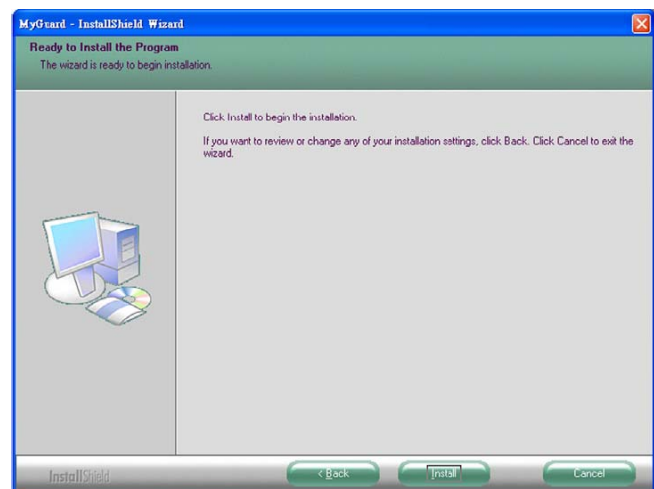 MyGuard - InstallShield Wizard
Ready to Install the Program
The wizard is ready to begin installation.
Click Install to begin the installation.
If you want to review or change any of your installation settings, click Back. Click Cancel to exit the
wizard.
InstallShield
< Back
Install
Cancel